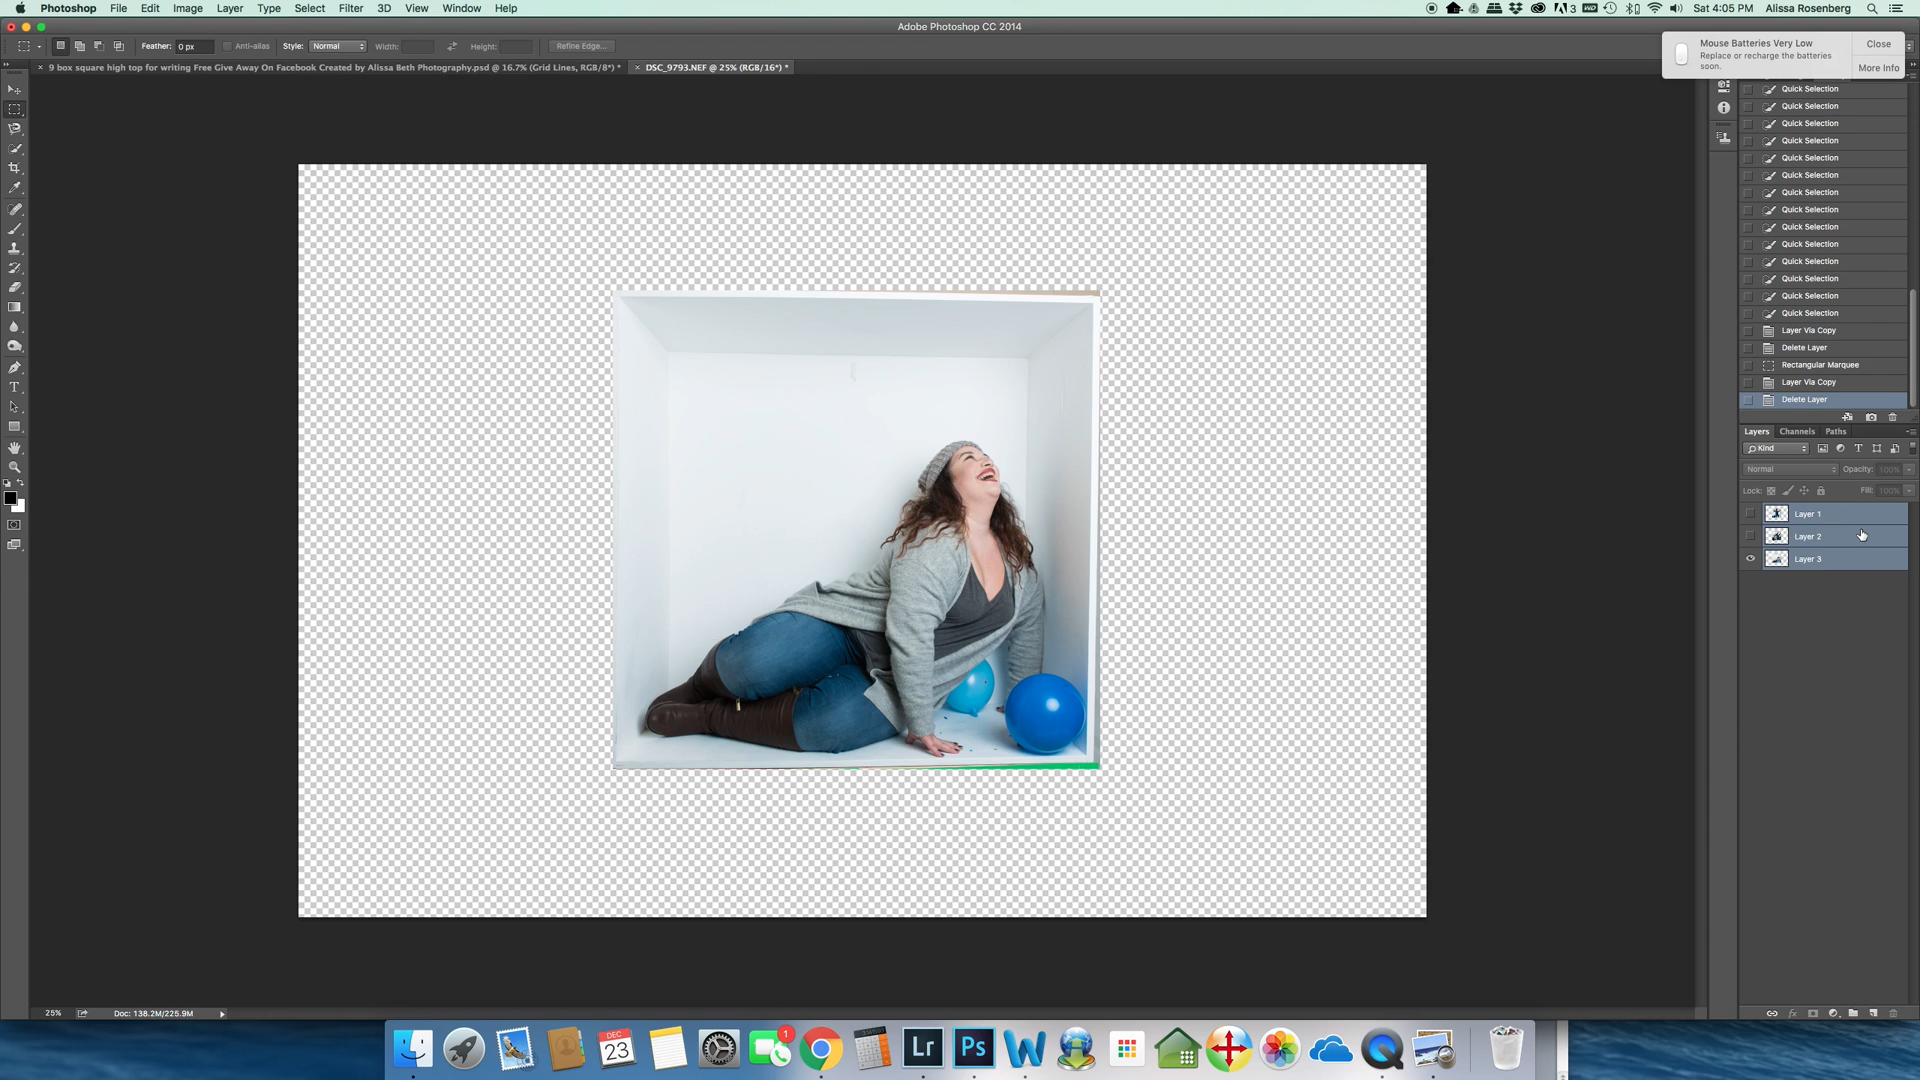 Photoshop File Edit Image Layer Type Select Filter 3D View Window Help
3 Sat 4:05 PM Alissa Rosenberg
Adobe Photoshop CC 2014
Feather: 0 px Anti-alias Style: Normal Width: Height: Refine Edge...
Mouse Batteries Very Low
Replace or recharge the batteries
soon.
Close
More Info
9 box square high top for writing Free Give Away On Facebook Created by Alissa Beth Photography.psd @ 16.7% (Grid Lines, RGB/8*) *
DSC_9793.NEF @ 25% (RGB/16*) *
Quick Selection
Quick Selection
Quick Selection
Quick Selection
Quick Selection
Quick Selection
Quick Selection
Quick Selection
Quick Selection
Quick Selection
Quick Selection
Quick Selection
Quick Selection
Quick Selection
Layer Via Copy
Delete Layer
Rectangular Marquee
Layer Via Copy
Delete Layer
Layers Channels Paths
Kind
Normal Opacity: 100%
Lock: Fill: 100%
Layer 1
Layer 2
Layer 3
25% Doc: 138.2M/225.9M
DEC
23
1
Lr Ps